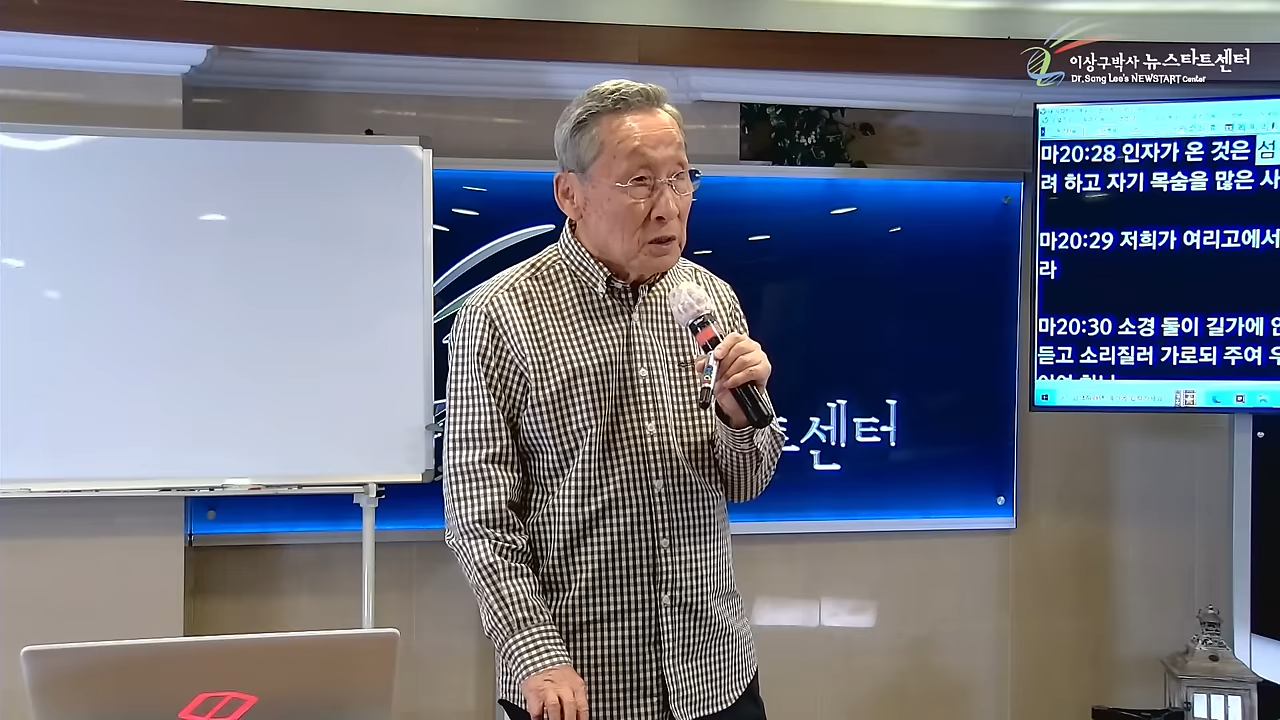 이상구박사 뉴스타트센터
Dr. Sang Lee's NEWSTART Center
마20:28 인자가 온 것은 섬
려 하고 자기 목숨을 많은 사
마20:29 저희가 여리고에서
라
마20:30 소경 둘이 길가에
듣고 소리질러 가로되 주여 우
트센터